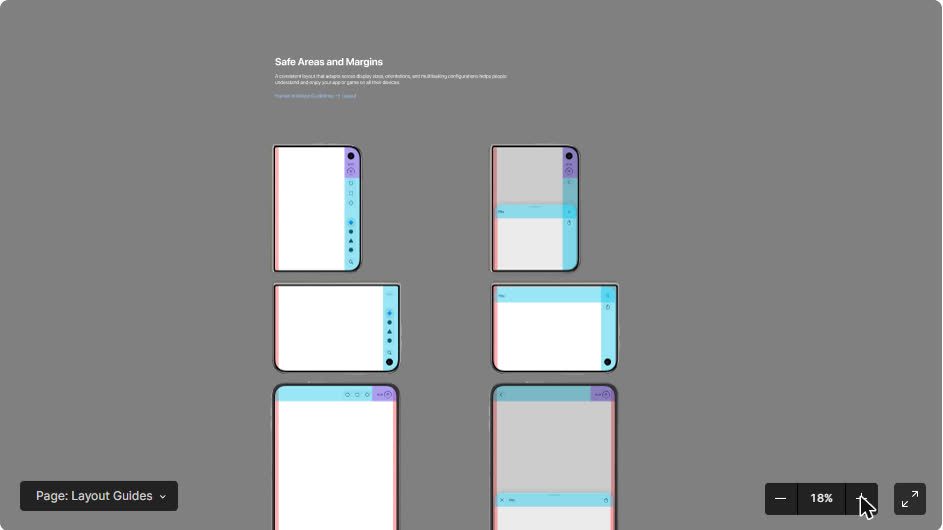 Safe Areas and Margins
A consistent layout that adapts across display sizes, orientations, and multitasking configurations helps people
understand and enjoy your app or game on all their devices.
Page: Layout Guides
18%